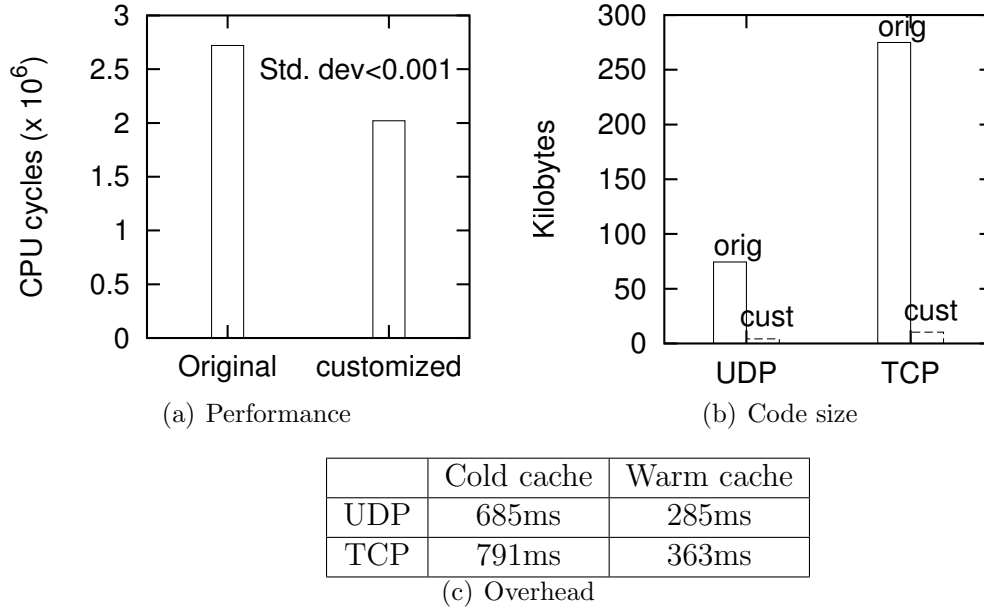 3
2.5
2
1.5
1
0.5
0
CPU cycles (x 10^6)
Std. dev<0.001
Original customized
(a) Performance
300
250
200
150
100
50
0
Kilobytes
orig
cust
orig
cust
UDP TCP
(b) Code size
Cold cache Warm cache
UDP 685ms 285ms
TCP 791ms 363ms
(c) Overhead